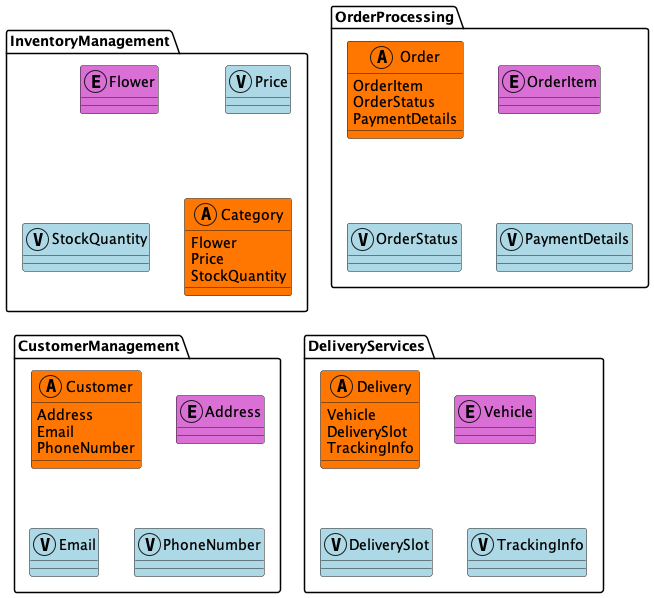 InventoryManagement
E Flower
V Price
V StockQuantity
A Category
Flower
Price
StockQuantity
OrderProcessing
A Order
OrderItem
OrderStatus
PaymentDetails
E OrderItem
V OrderStatus
V PaymentDetails
CustomerManagement
A Customer
Address
Email
PhoneNumber
E Address
V Email
V PhoneNumber
DeliveryServices
A Delivery
Vehicle
DeliverySlot
TrackingInfo
E Vehicle
V DeliverySlot
V TrackingInfo